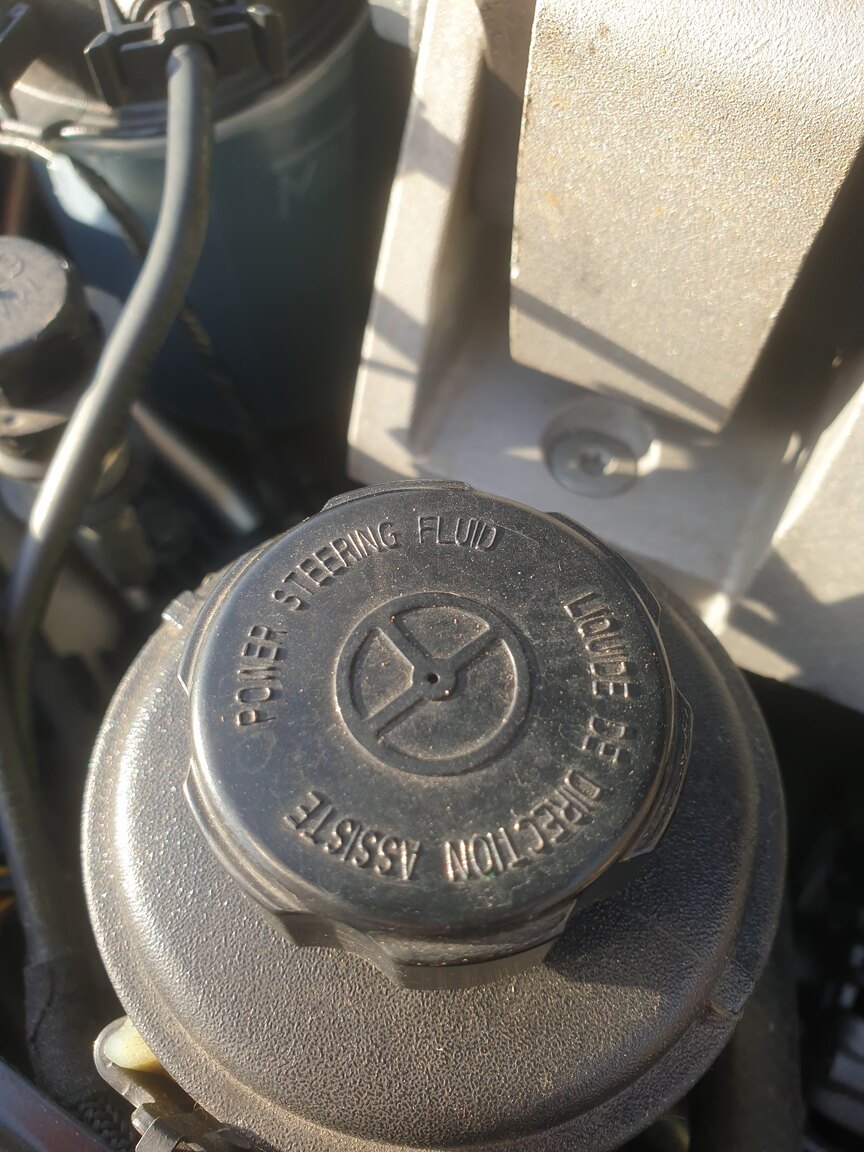 POWER STEERING FLUID
LIQUIDE DE DIRECTION ASSISTE